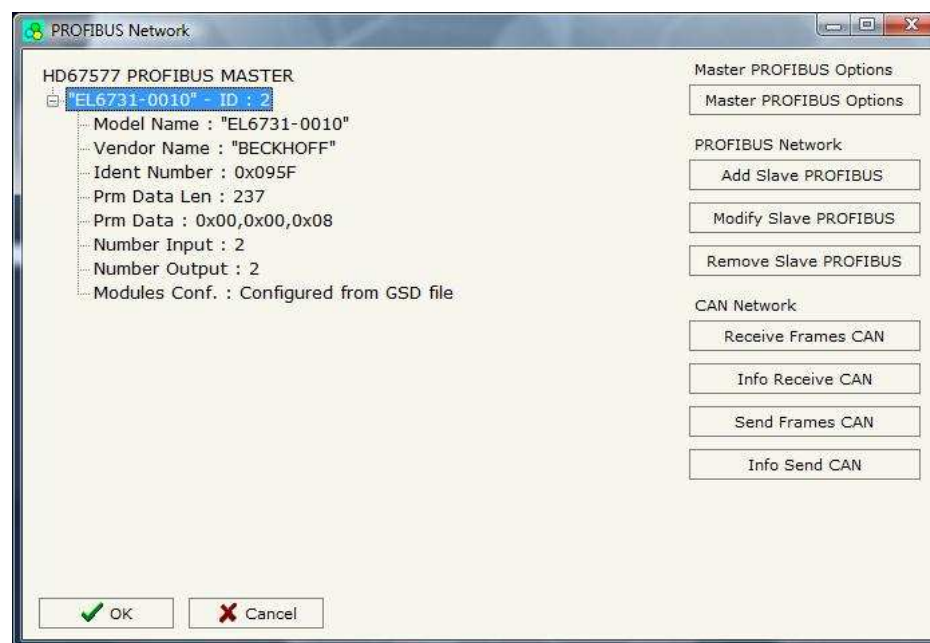 PROFIBUS Network
HD67577 PROFIBUS MASTER
"EL6731-0010" - ID : 2
Model Name : "EL6731-0010"
Vendor Name : "BECKHOFF"
Ident Number : 0x095F
Prm Data Len : 237
Prm Data : 0x00,0x00,0x08
Number Input : 2
Number Output : 2
Modules Conf. : Configured from GSD file
Master PROFIBUS Options
Master PROFIBUS Options
PROFIBUS Network
Add Slave PROFIBUS
Modify Slave PROFIBUS
Remove Slave PROFIBUS
CAN Network
Receive Frames CAN
Info Receive CAN
Send Frames CAN
Info Send CAN
OK
Cancel